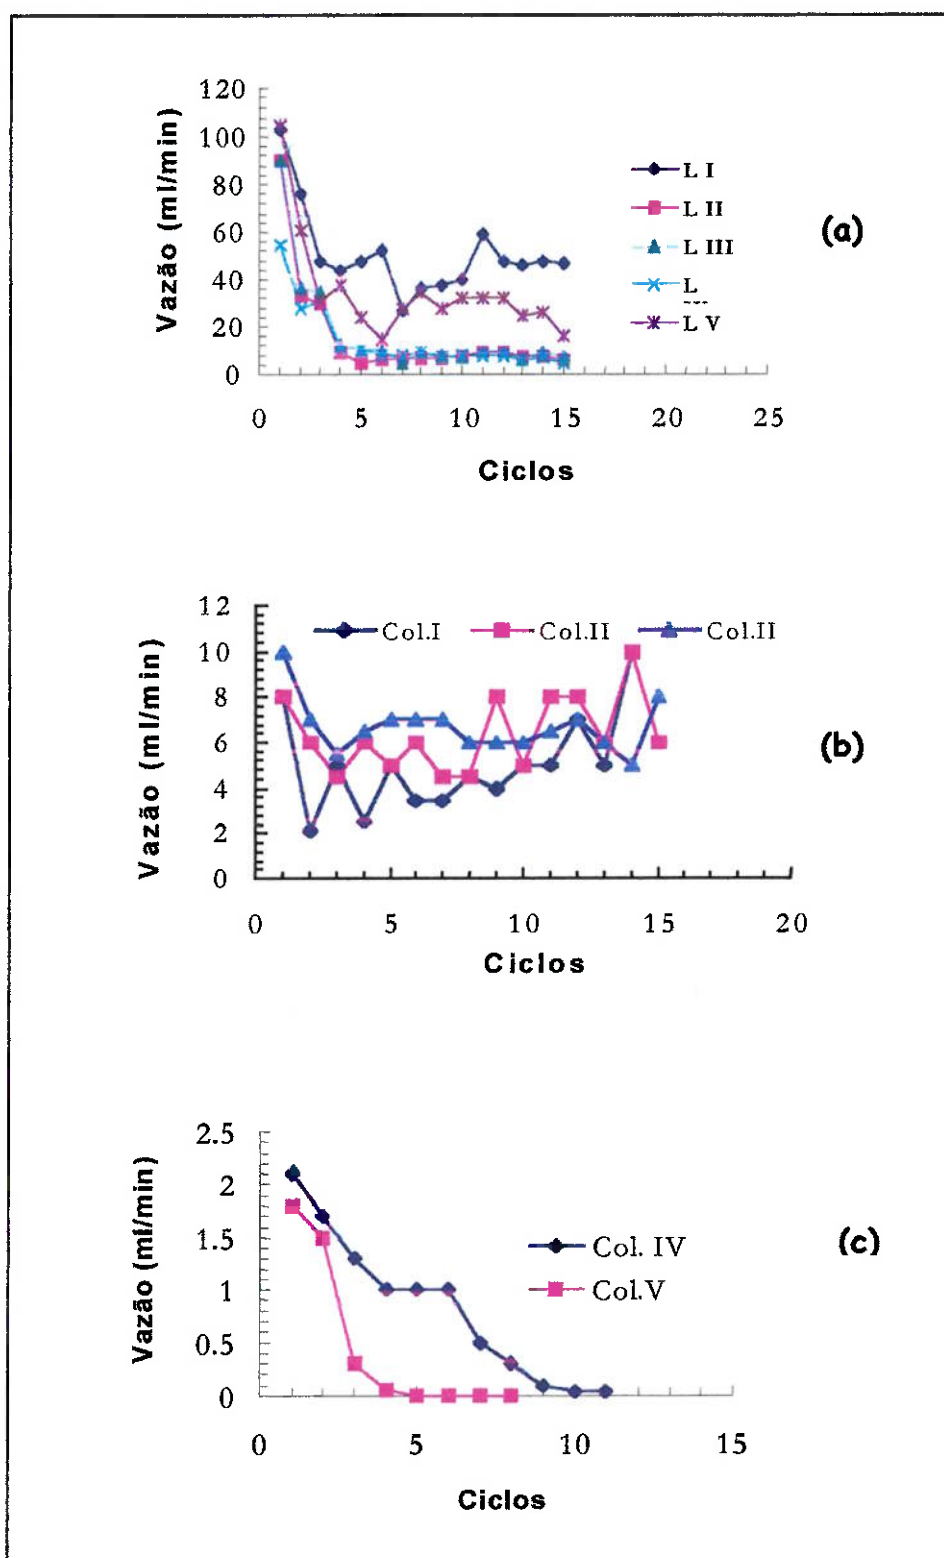 120
100
80
60
40
20
0
Vazão (ml/min)
0 5 10 15 20 25
Ciclos
L I
L II
L III
L
L V
(a)
12
10
8
6
4
2
0
Vazão (ml/min)
Col.I Col.II Col.II
0 5 10 15 20
Ciclos
(b)
2.5
2
1.5
1
0.5
0
Vazão (ml/min)
0 5 10 15
Ciclos
Col. IV
Col.V
(c)